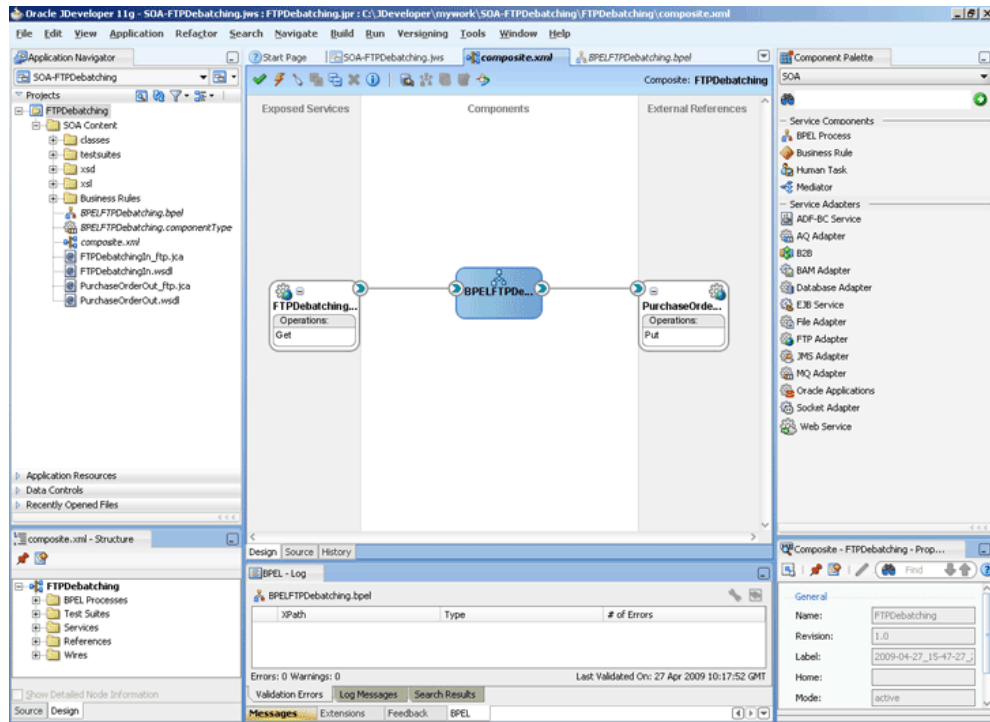 Oracle JDeveloper 11g - SOA-FTPDebatching.jws : FTPDebatching.jpr : C:\JDeveloper\mywork\SOA-FTPDebatching\FTPDebatching\composite.xml
File Edit View Application Refactor Search Navigate Build Run Versigning Tools Window Help
Application Navigator
SOA-FTPDebatching
Projects
FTPDebatching
SOA Content
classes
testsuites
xsd
xsl
Business Rules
BPELFTPDebatching.bpel
BPELFTPDebatching.componentType
composite.xml
FTPDebatchingIn_ftp.jca
FTPDebatchingIn.wsdl
PurchaseOrderOut_ftp.jca
PurchaseOrderOut.wsdl
Application Resources
Data Controls
Recently Opened Files
composite.xml - Structure
FTPDebatching
BPEL Processes
Test Suites
Services
References
Wires
Show Detailed Node Information
Source Design
Start Page SOA-FTPDebatching.jws composite.xml BPELFTPDebatching.bpel
Composite: FTPDebatching
Exposed Services Components External References
FTPDebatching...
Operations:
Get
BPELFTPDe...
PurchaseOrde...
Operations:
Put
Design Source History
BPEL - Log
BPELFTPDebatching.bpel
XPath Type # of Errors
Errors: 0 Warnings: 0 Last Validated On: 27 Apr 2009 10:17:52 GMT
Validation Errors Log Messages Search Results
Messages Extensions Feedback BPEL
Component Palette
SOA
Service Components
BPEL Process
Business Rule
Human Task
Mediator
Service Adapters
ADF-BC Service
AQ Adapter
B2B
BAM Adapter
Database Adapter
EJB Service
File Adapter
FTP Adapter
JMS Adapter
MQ Adapter
Oracle Applications
Socket Adapter
Web Service
Composite - FTPDebatching - Prop...
Find
General
Name: FTPDebatching
Revision: 1.0
Label: 2009-04-27_15-47-27_
Home:
Mode: active